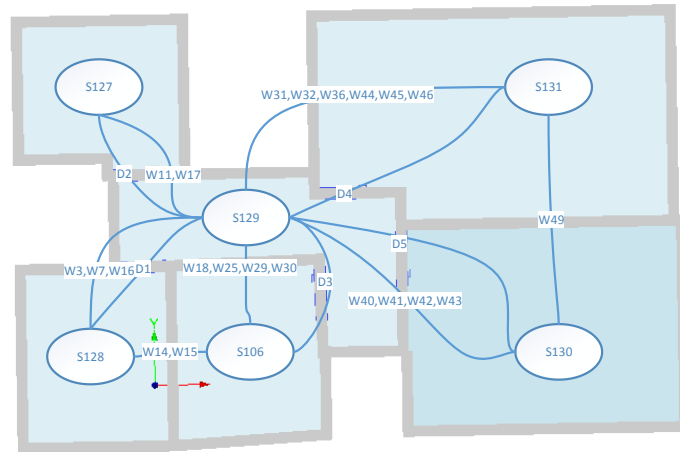 S127
S131
W31,W32,W36,W44,W45,W46
D2
W11,W17
D4
S129
W49
D5
W3,W7,W16
D1
W18,W25,W29,W30
D3
W40,W41,W42,W43
Y
W14,W15
S128
S106
S130